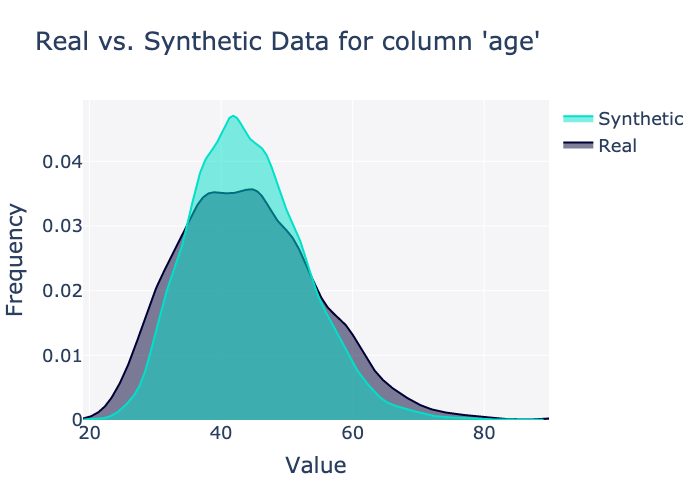 Real vs. Synthetic Data for column 'age'
Synthetic
Real
0.04
0.03
0.02
0.01
0
20
40
60
80
Frequency
Value